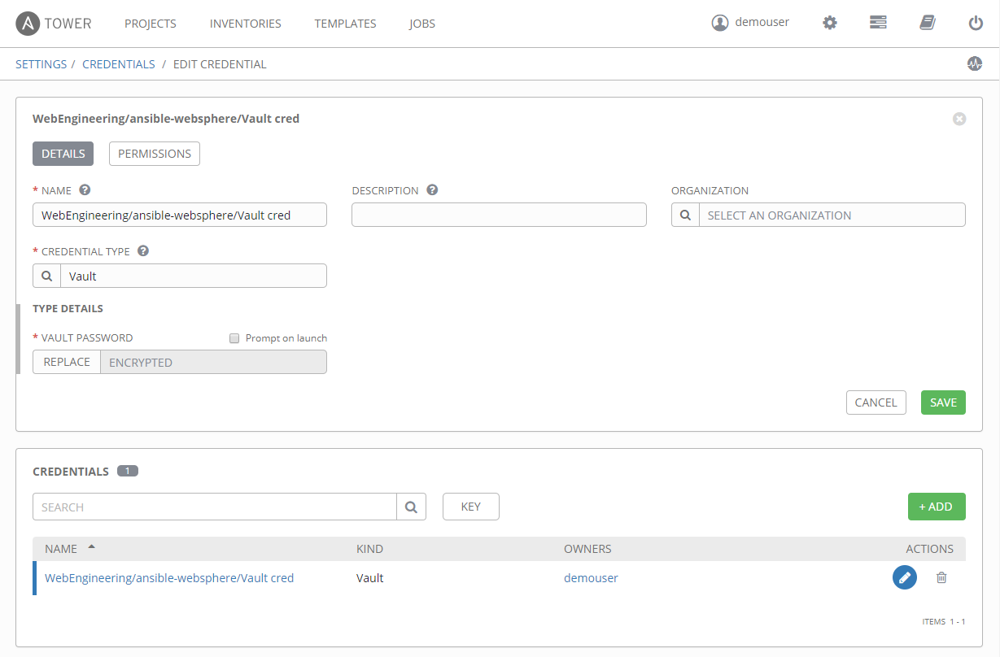 TOWER PROJECTS INVENTORIES TEMPLATES JOBS demouser
SETTINGS / CREDENTIALS / EDIT CREDENTIAL
WebEngineering/ansible-websphere/Vault cred
DETAILS PERMISSIONS
* NAME ? DESCRIPTION ? ORGANIZATION
WebEngineering/ansible-websphere/Vault cred SELECT AN ORGANIZATION
* CREDENTIAL TYPE ?
Vault
TYPE DETAILS
* VAULT PASSWORD Prompt on launch
REPLACE ENCRYPTED
CANCEL SAVE
CREDENTIALS 1
SEARCH KEY + ADD
NAME KIND OWNERS ACTIONS
WebEngineering/ansible-websphere/Vault cred Vault demouser
ITEMS 1 - 1